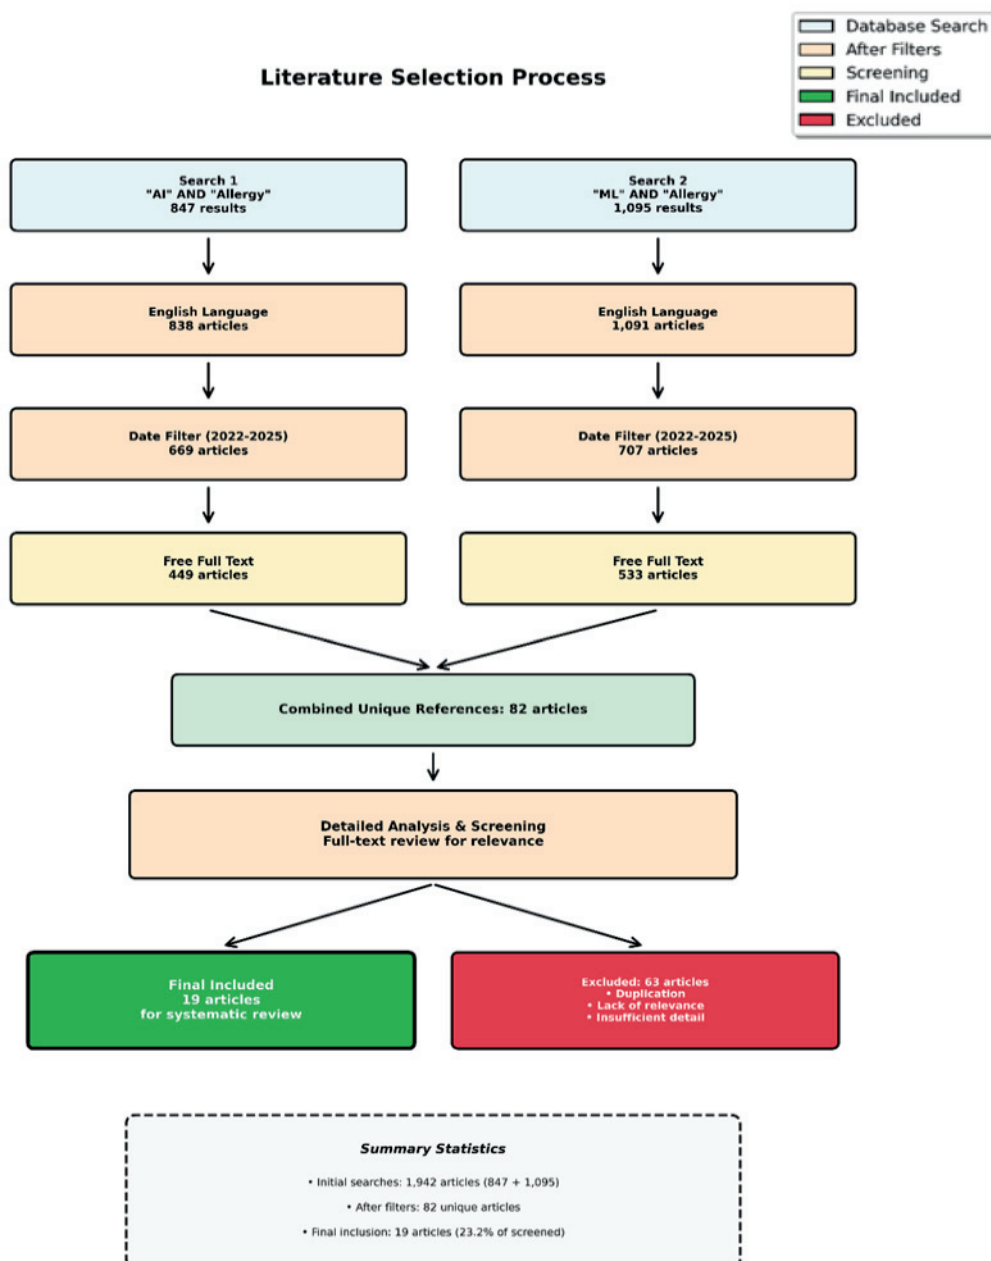 Database Search
After Filters
Screening
Final Included
Excluded
Literature Selection Process
Search 1
"AI" AND "Allergy"
847 results
Search 2
"ML" AND "Allergy"
1,095 results
English Language
838 articles
English Language
1,091 articles
Date Filter (2022-2025)
669 articles
Date Filter (2022-2025)
707 articles
Free Full Text
449 articles
Free Full Text
533 articles
Combined Unique References: 82 articles
Detailed Analysis & Screening
Full-text review for relevance
Final Included
19 articles
for systematic review
Excluded: 63 articles
• Duplication
• Lack of relevance
• Insufficient detail
Summary Statistics
• Initial searches: 1,942 articles (847 + 1,095)
• After filters: 82 unique articles
• Final inclusion: 19 articles (23.2% of screened)